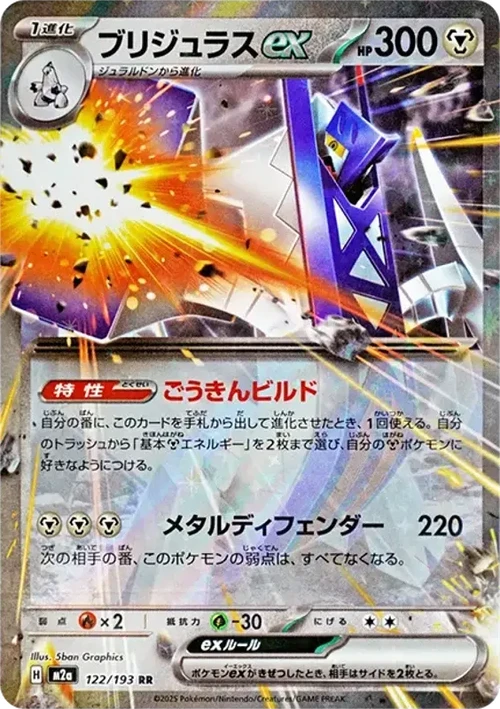 1進化 ブリジュラスex HP300
ジュラルドンから進化
特性 とくせい ごうきんビルド
自分の番に、このカードを手札から出して進化させたとき、1回使える。自分
のトラッシュから「基本エネルギー」を2枚まで選び、自分のポケモンに
好きなようにつける。
メタルディフェンダー 220
次の相手の番、このポケモンの弱点は、すべてなくなる。
弱点 ×2 抵抗力 -30 にげる
exルール
ポケモンexがきぜつしたとき、相手はサイドを2枚とる。
Illus. 5ban Graphics
H m2a 122/193 RR
©2025 Pokémon/Nintendo/Creatures/GAME FREAK.